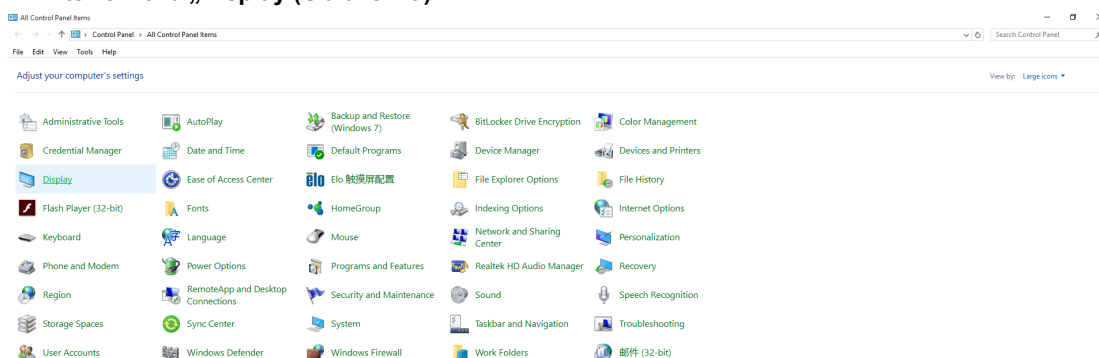 All Control Panel Items
Control Panel › All Control Panel Items
Search Control Panel
File Edit View Tools Help
Adjust your computer's settings
View by: Large icons
Administrative Tools
AutoPlay
Backup and Restore
(Windows 7)
BitLocker Drive Encryption
Color Management
Credential Manager
Date and Time
Default Programs
Device Manager
Devices and Printers
Display
Ease of Access Center
elo
Elo 触摸屏配置
File Explorer Options
File History
Flash Player (32-bit)
Fonts
HomeGroup
Indexing Options
Internet Options
Keyboard
Language
Mouse
Network and Sharing
Center
Personalization
Phone and Modem
Power Options
Programs and Features
Realtek HD Audio Manager
Recovery
Region
RemoteApp and Desktop
Connections
Security and Maintenance
Sound
Speech Recognition
Storage Spaces
Sync Center
System
Taskbar and Navigation
Troubleshooting
User Accounts
Windows Defender
Windows Firewall
Work Folders
邮件 (32-bit)